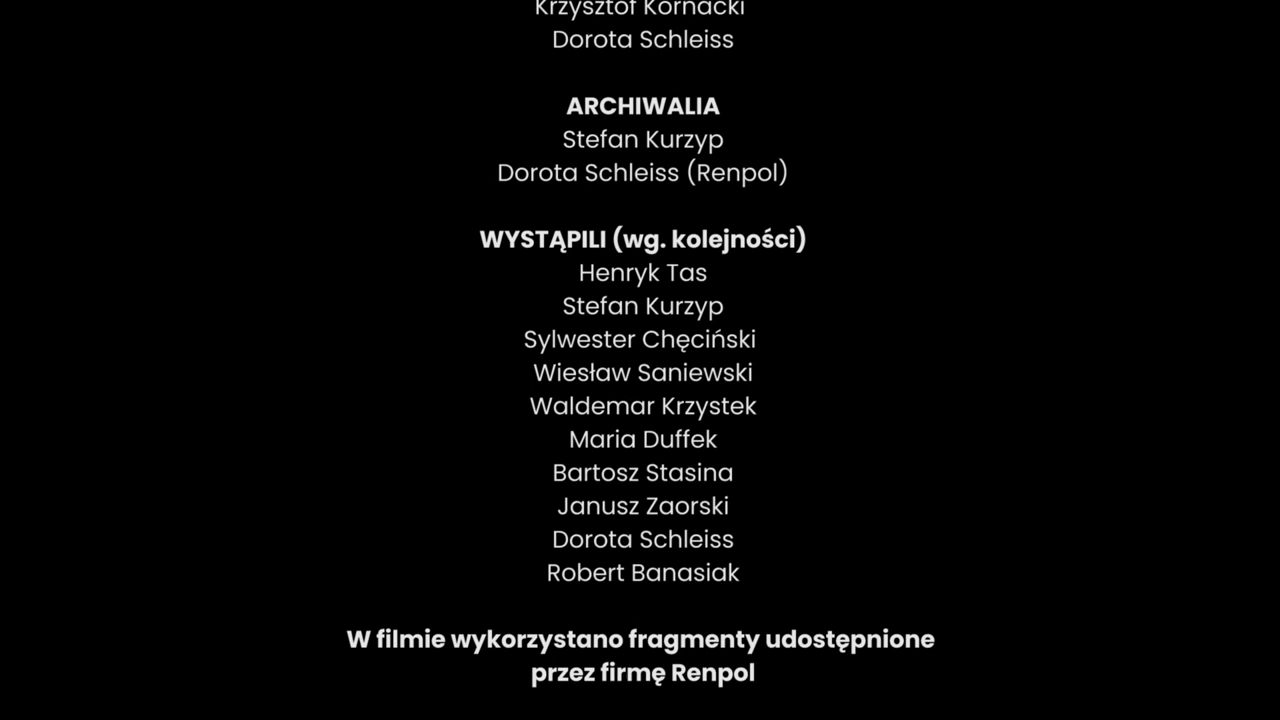 Krzysztof Kornacki
Dorota Schleiss
ARCHIWALIA
Stefan Kurzyp
Dorota Schleiss (Renpol)
WYSTĄPILI (wg. kolejności)
Henryk Tas
Stefan Kurzyp
Sylwester Chęciński
Wiesław Saniewski
Waldemar Krzystek
Maria Duffek
Bartosz Stasina
Janusz Zaorski
Dorota Schleiss
Robert Banasiak
W filmie wykorzystano fragmenty udostępnione
przez firmę Renpol